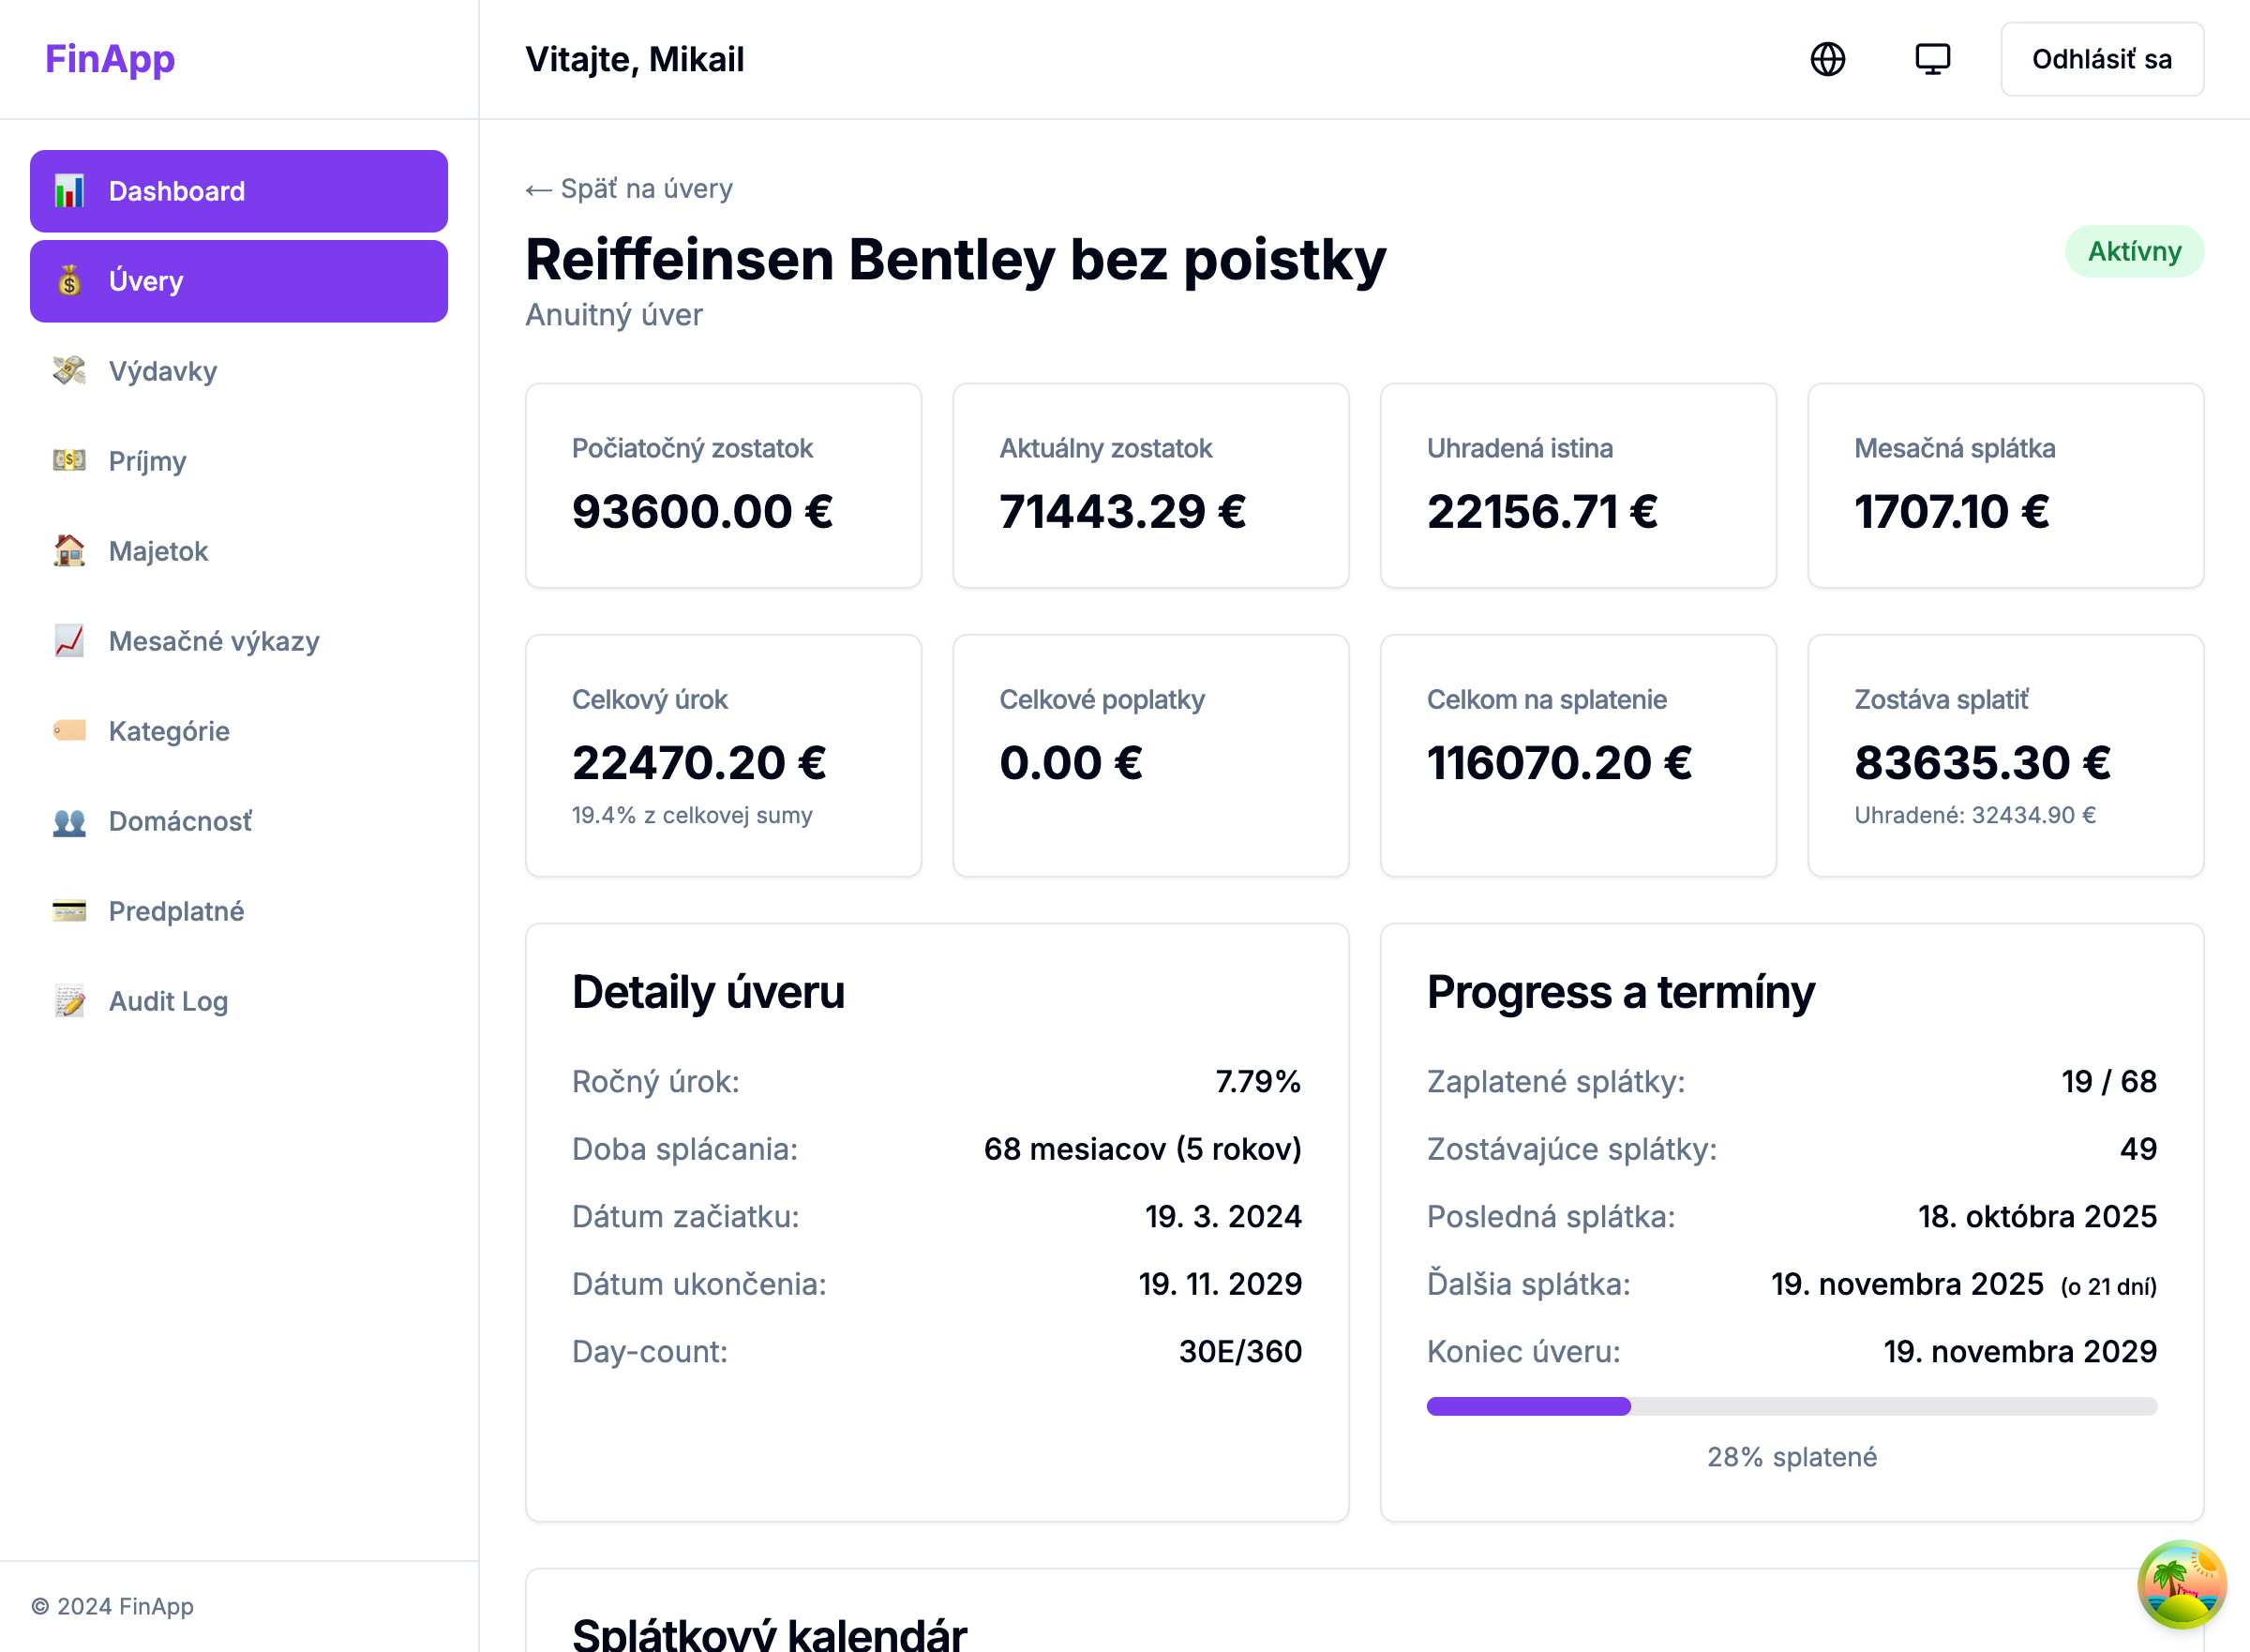 FinApp
Vitajte, Mikail
Odhlásiť sa
Dashboard
Úvery
Výdavky
Príjmy
Majetok
Mesačné výkazy
Kategórie
Domácnosť
Predplatné
Audit Log
© 2024 FinApp
← Späť na úvery
Reiffeinsen Bentley bez poistky
Aktívny
Anuitný úver
Počiatočný zostatok
93600.00 €
Aktuálny zostatok
71443.29 €
Uhradená istina
22156.71 €
Mesačná splátka
1707.10 €
Celkový úrok
22470.20 €
19.4% z celkovej sumy
Celkové poplatky
0.00 €
Celkom na splatenie
116070.20 €
Zostáva splatiť
83635.30 €
Uhradené: 32434.90 €
Detaily úveru
Ročný úrok: 7.79%
Doba splácania: 68 mesiacov (5 rokov)
Dátum začiatku: 19. 3. 2024
Dátum ukončenia: 19. 11. 2029
Day-count: 30E/360
Progress a termíny
Zaplatené splátky: 19 / 68
Zostávajúce splátky: 49
Posledná splátka: 18. októbra 2025
Ďalšia splátka: 19. novembra 2025 (o 21 dní)
Koniec úveru: 19. novembra 2029
28% splatené
Splátkový kalendár